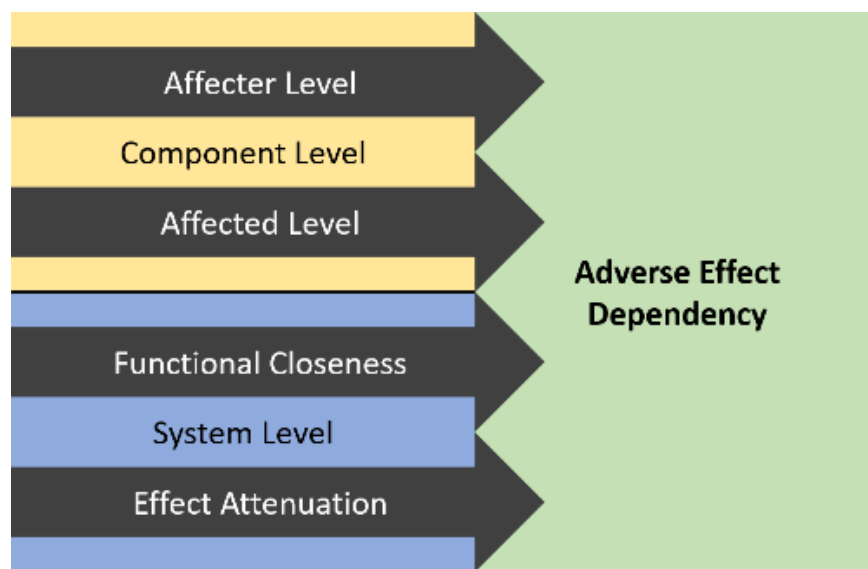 Affecter Level
Component Level
Affected Level
Adverse Effect
Dependency
Functional Closeness
System Level
Effect Attenuation